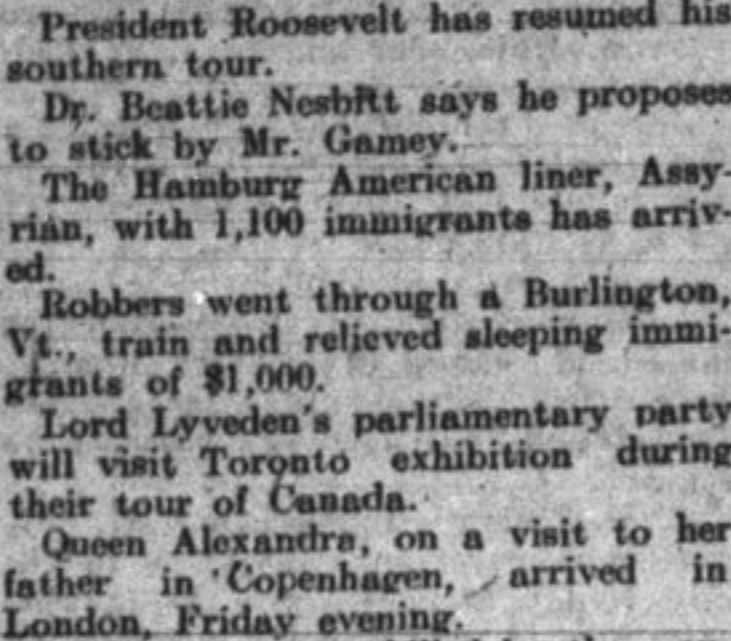 President Roosevelt has resumed his
southern tour.
Dr. Beattie Nesbitt says he proposes
to stick by Mr. Gamey.
The Hamburg American liner, Assy-
rian, with 1,100 immigrants has arriv-
ed.
Robbers went through a Burlington,
Vt., train and relieved sleeping immi-
grants of $1,000.
Lord Lyveden's parliamentary party
will visit Toronto exhibition during
their tour of Canada.
Queen Alexandra, on a visit to her
father in Copenhagen, arrived in
London, Friday evening.